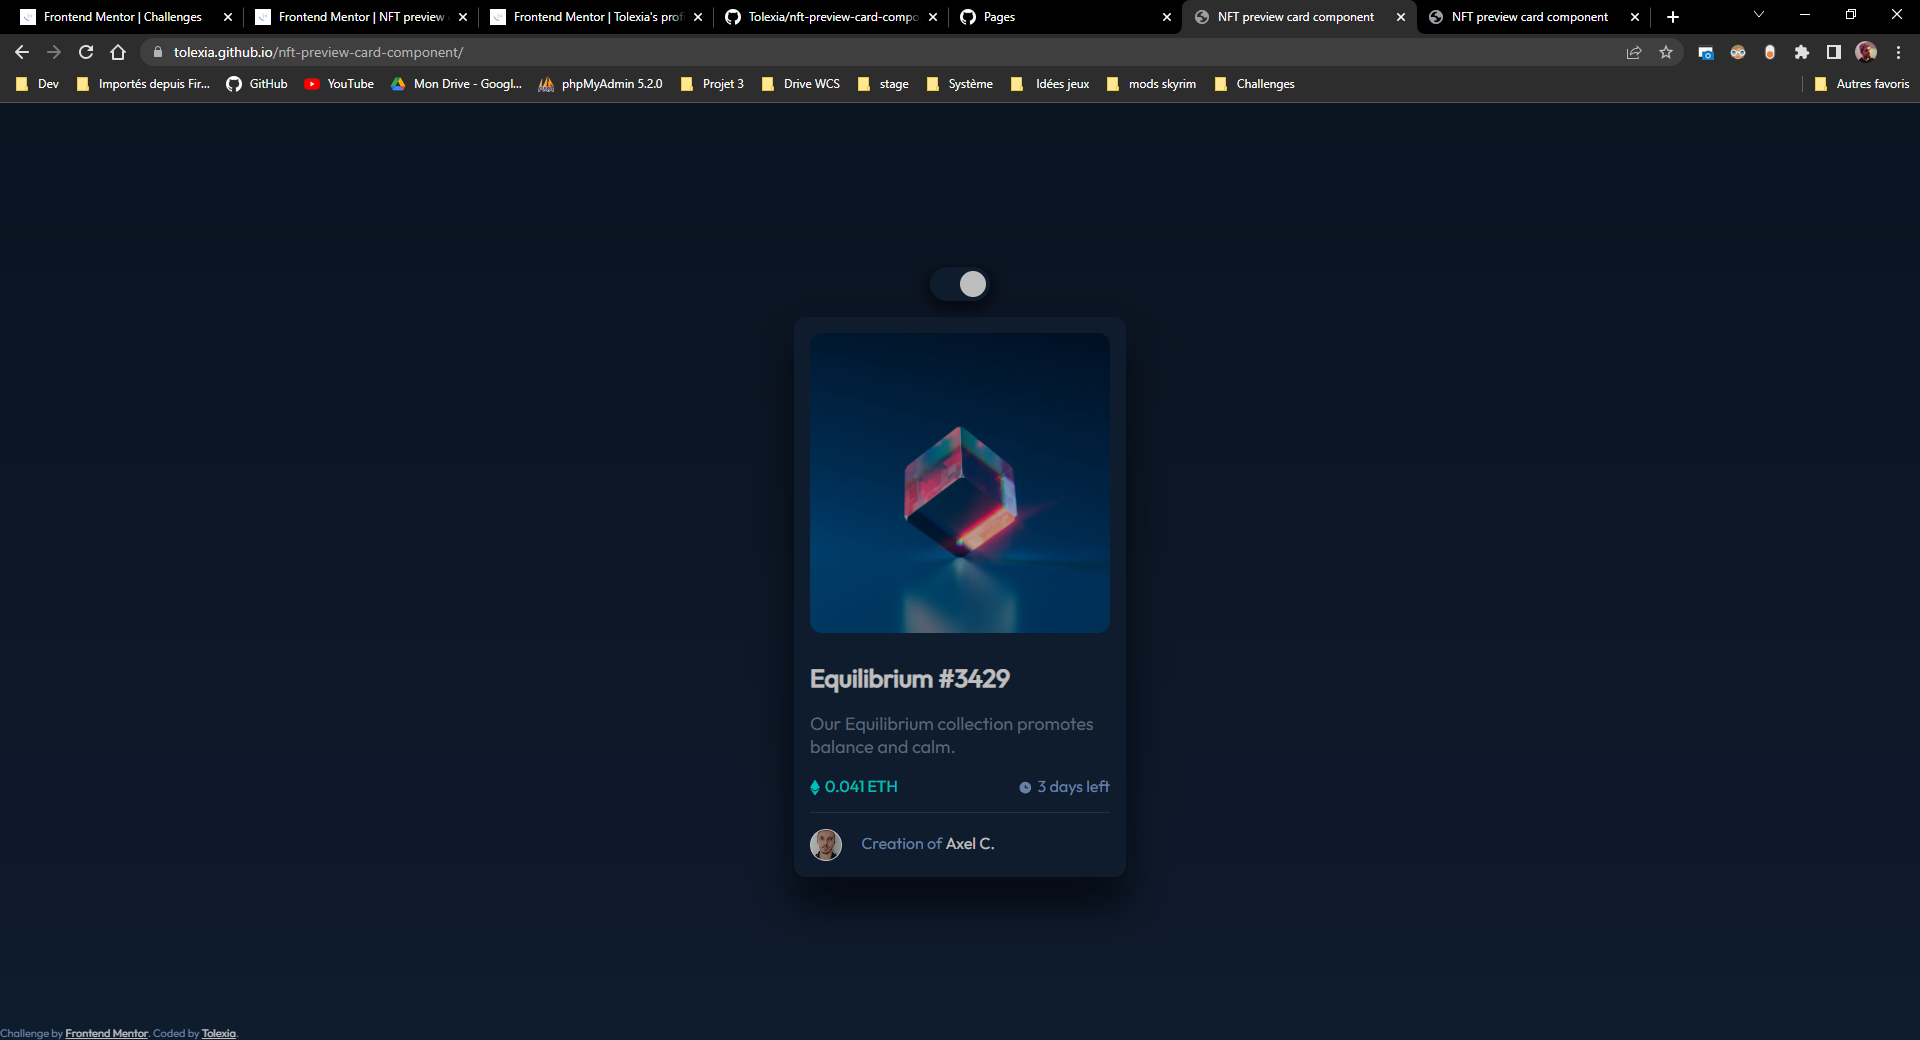 Frontend Mentor | Challenges
Frontend Mentor | NFT preview
Frontend Mentor | Tolexia's prof
Tolexia/nft-preview-card-compo
Pages
NFT preview card component
NFT preview card component
tolexia.github.io/nft-preview-card-component/
Dev
Importés depuis Fir...
GitHub
YouTube
Mon Drive - Googl...
phpMyAdmin 5.2.0
Projet 3
Drive WCS
stage
Système
Idées jeux
mods skyrim
Challenges
Autres favoris
Equilibrium #3429
Our Equilibrium collection promotes
balance and calm.
0.041 ETH
3 days left
Creation of Axel C.
Challenge by Frontend Mentor. Coded by Tolexia.